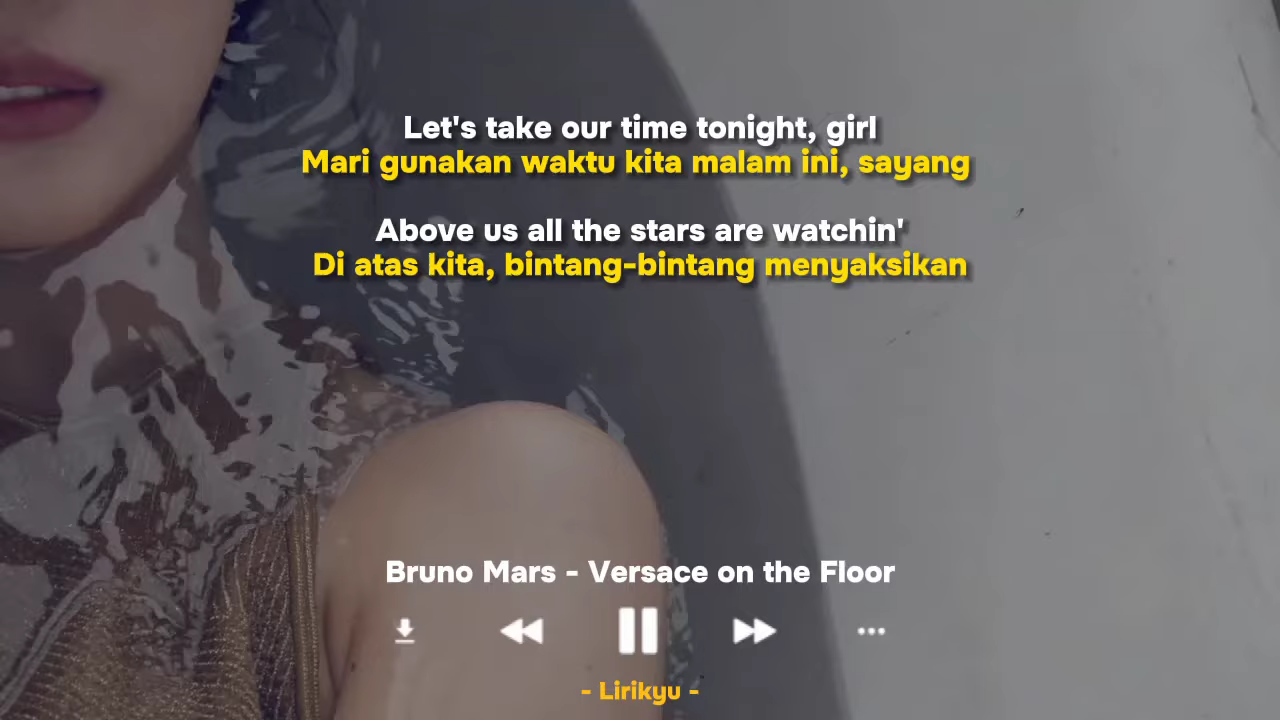 Let's take our time tonight, girl
Mari gunakan waktu kita malam ini, sayang
Above us all the stars are watchin'
Di atas kita, bintang-bintang menyaksikan
Bruno Mars - Versace on the Floor
- Lirikyu -